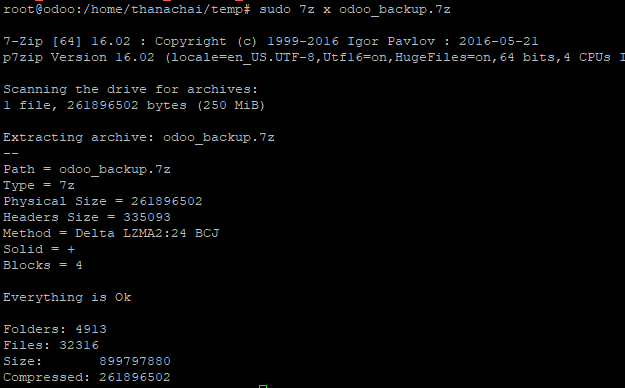 root@odoo:/home/thanachai/temp# sudo 7z x odoo_backup.7z
7-Zip [64] 16.02 : Copyright (c) 1999-2016 Igor Pavlov : 2016-05-21
p7zip Version 16.02 (locale=en_US.UTF-8,Utf16=on,HugeFiles=on,64 bits,4 CPUs I
Scanning the drive for archives:
1 file, 261896502 bytes (250 MiB)
Extracting archive: odoo_backup.7z
--
Path = odoo_backup.7z
Type = 7z
Physical Size = 261896502
Headers Size = 335093
Method = Delta LZMA2:24 BCJ
Solid = +
Blocks = 4
Everything is Ok
Folders: 4913
Files: 32316
Size:       899797880
Compressed: 261896502